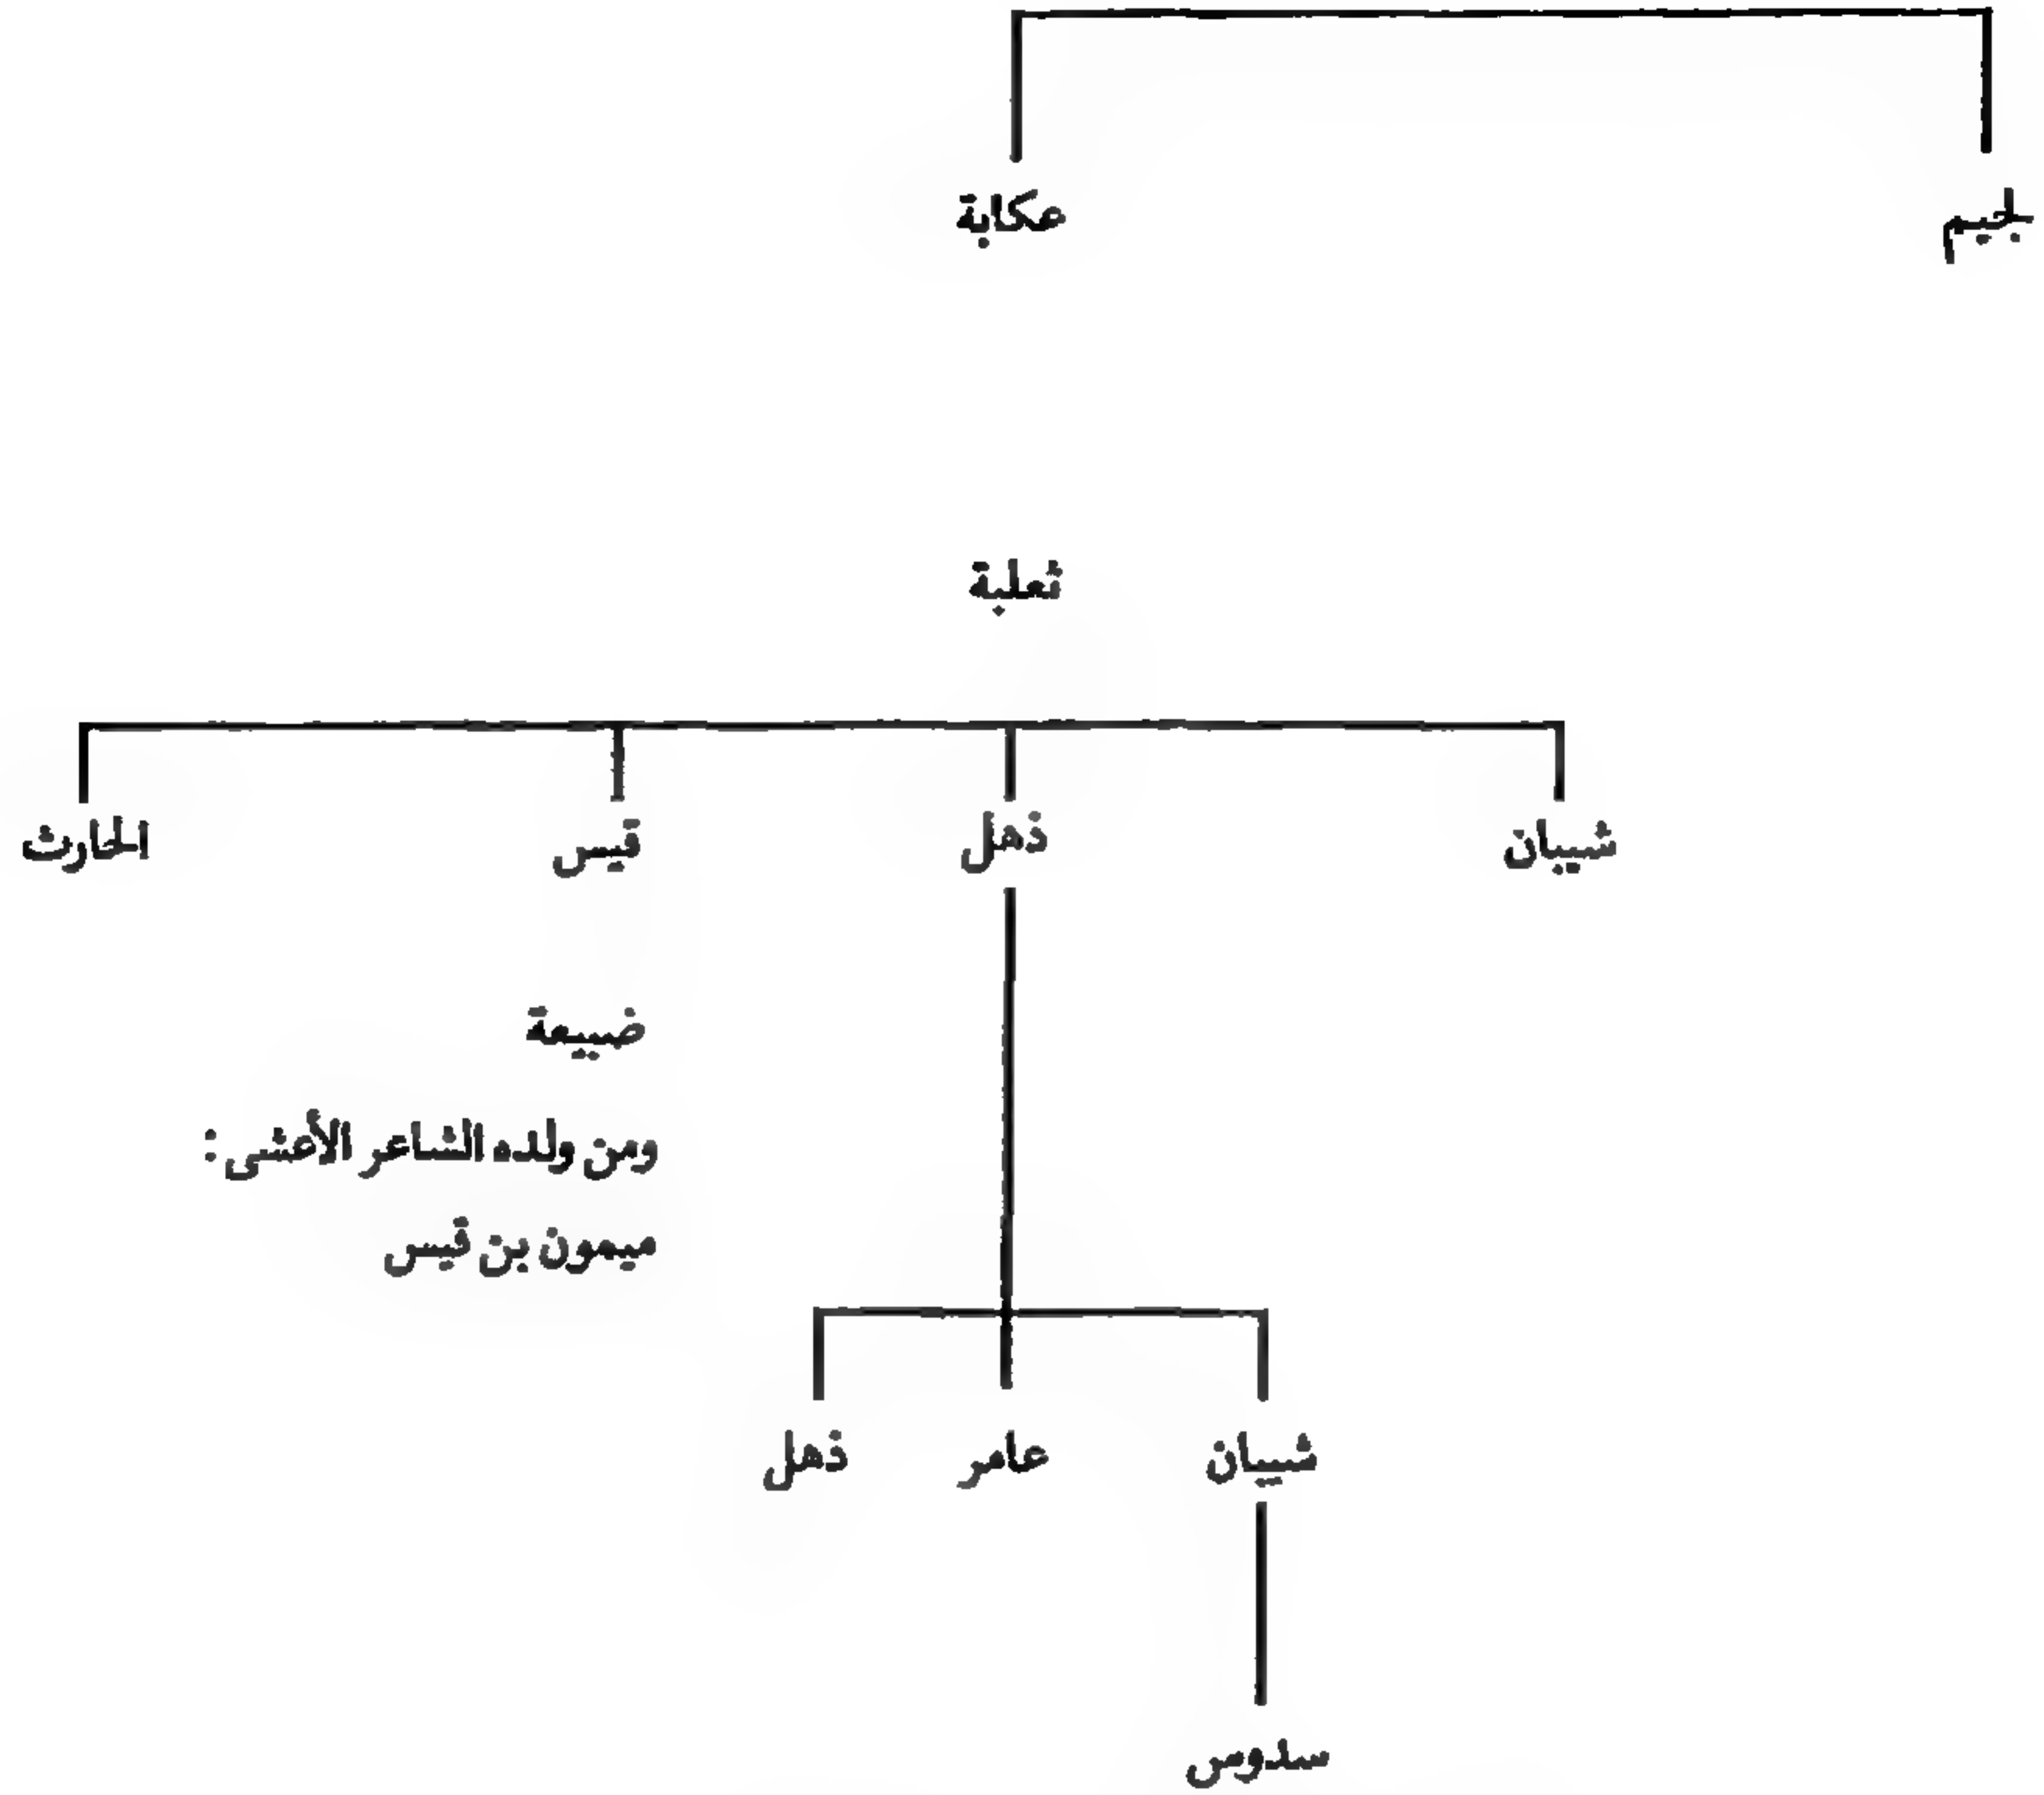 لجيم
عكابة
ثعلبة
شيبان
ذهل
قيس
الحارث
ضبيعة
ومن ولده الشاعر الأعشى :
ميمون بن قيس
شيبان
عامر
ذهل
سدوس